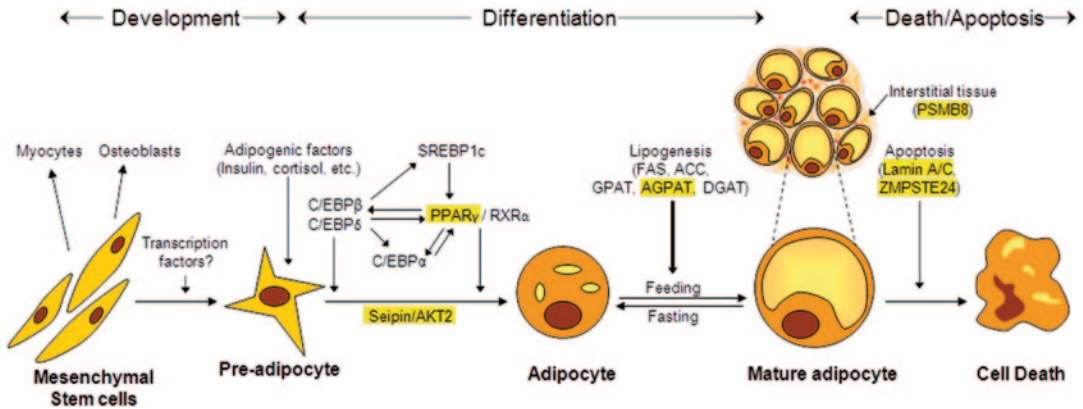 Development
Differentiation
Death/Apoptosis
Myocytes
Osteoblasts
Transcription
factors?
Mesenchymal
Stem cells
Adipogenic factors
(Insulin, cortisol, etc.)
SREBP1c
C/EBPβ
C/EBPδ
PPARγ / RXRα
C/EBPα
Seipin/AKT2
Pre-adipocyte
Adipocyte
Lipogenesis
(FAS, ACC,
GPAT, AGPAT, DGAT)
Feeding
Fasting
Interstitial tissue
(PSMB8)
Apoptosis
(Lamin A/C,
ZMPSTE24)
Mature adipocyte
Cell Death